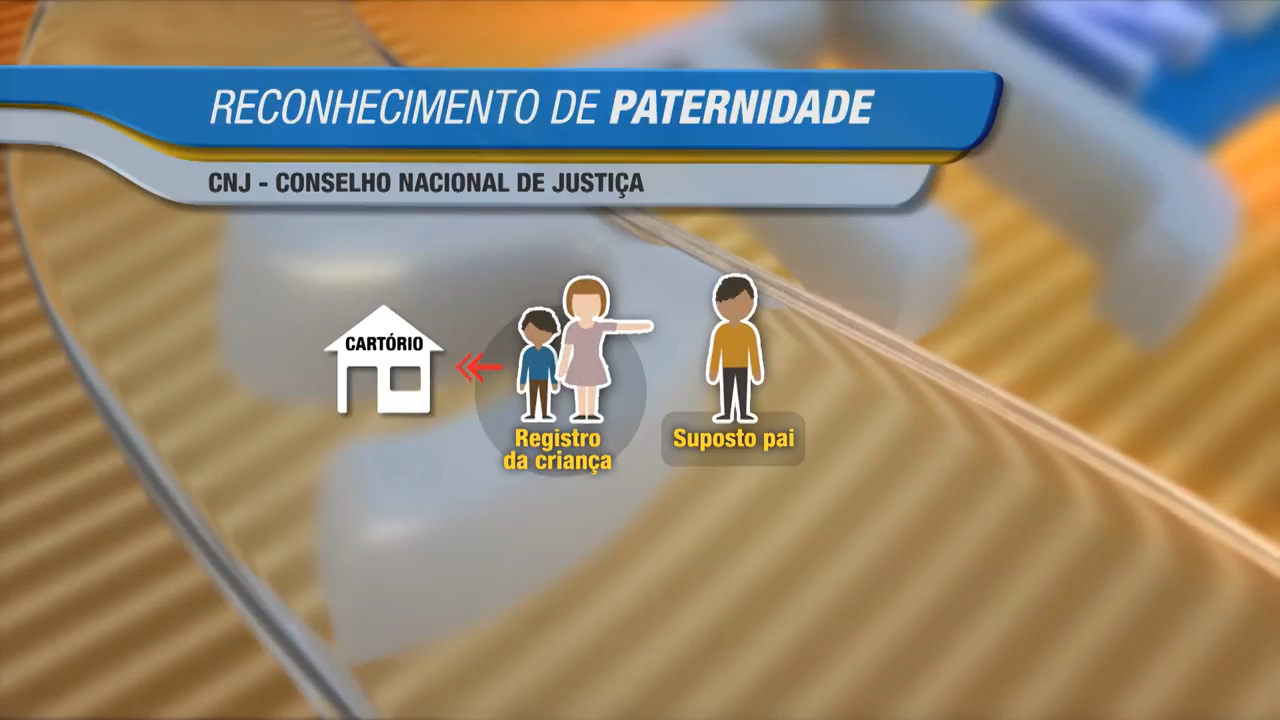 RECONHECIMENTO DE PATERNIDADE
CNJ - CONSELHO NACIONAL DE JUSTIÇA
CARTÓRIO
Registro
da criança
Suposto pai